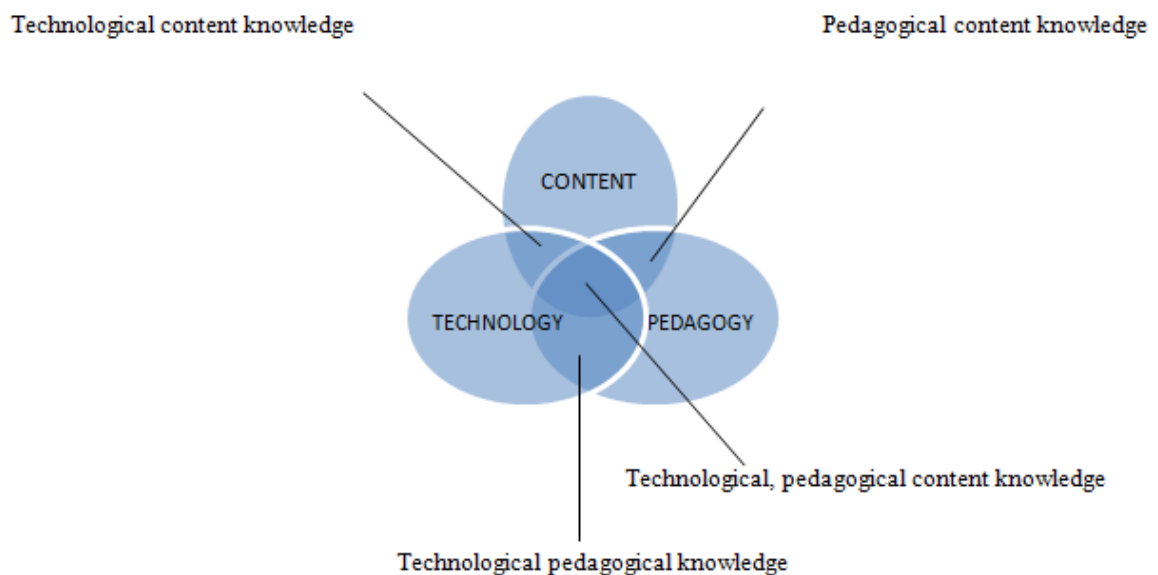 Technological content knowledge
Pedagogical content knowledge
CONTENT
TECHNOLOGY
PEDAGOGY
Technological, pedagogical content knowledge
Technological pedagogical knowledge